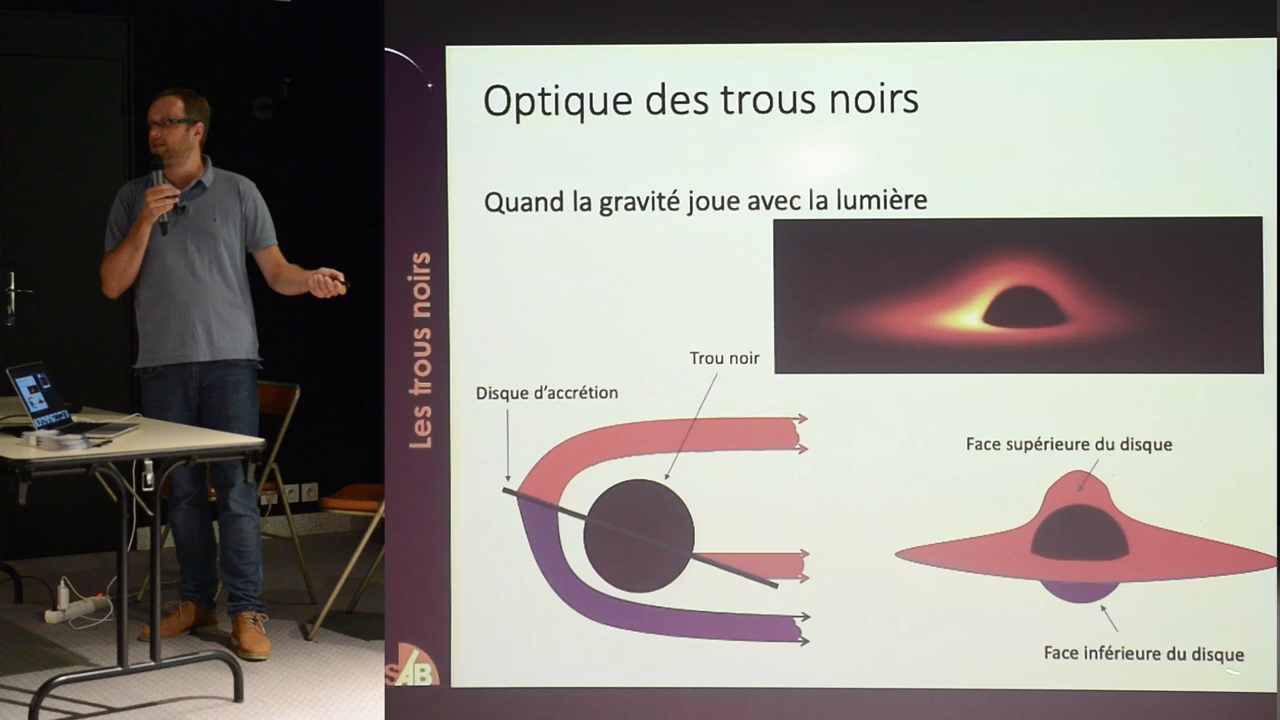 Optique des trous noirs
Quand la gravité joue avec la lumière
Les trous noirs
Trou noir
Disque d'accrétion
Face supérieure du disque
Face inférieure du disque
SAB